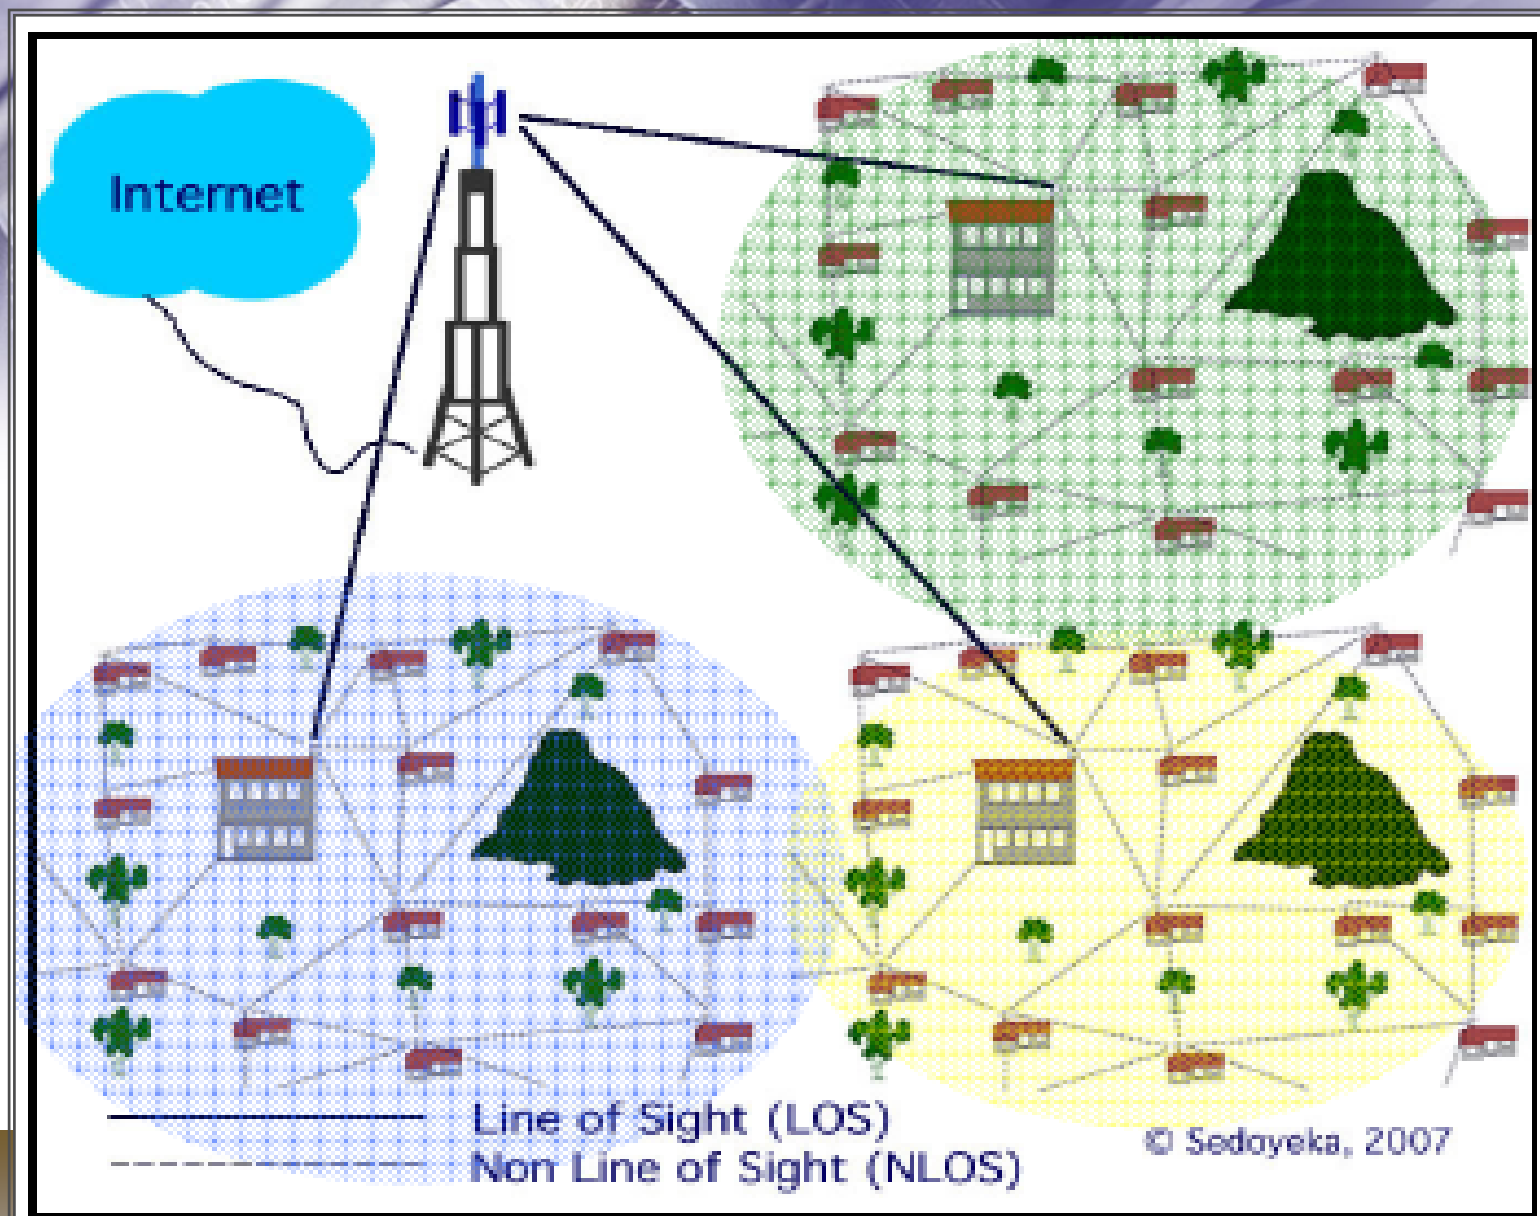 Internet
Line of Sight (LOS)
Non Line of Sight (NLOS)
© Sedoyeka, 2007